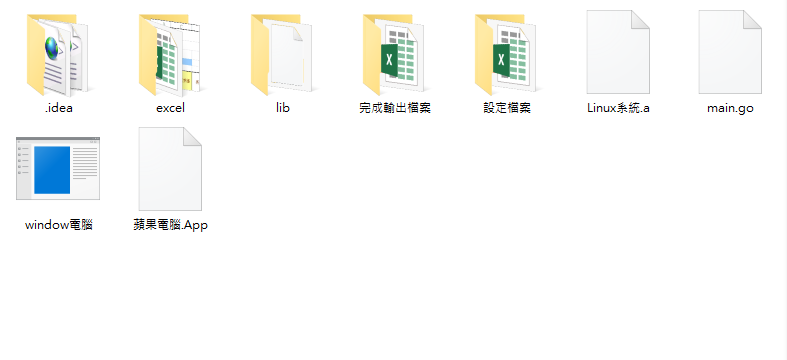 .idea
excel
lib
完成輸出檔案
設定檔案
Linux系統.a
main.go
window電腦
蘋果電腦.App